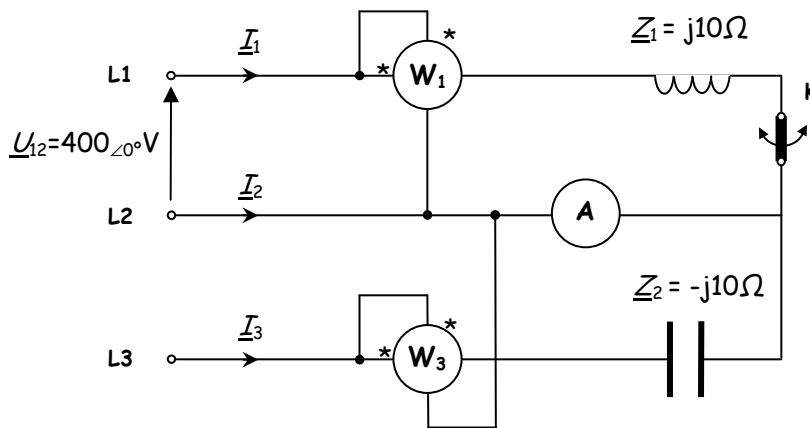 I1
Z1 = j10Ω
L1
*
*
W1
K
U12=400∠0°V
I2
L2
A
Z2 = -j10Ω
I3
*
L3
*
W3